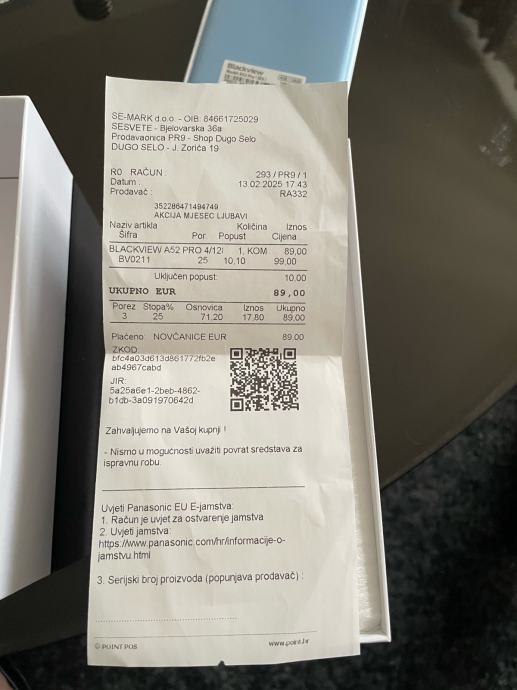 Blackview
SE-MARK d.o.o. - OIB: 84661725029
SESVETE - Bjelovarska 36a
Prodavaonica PR9 - Shop Dugo Selo
DUGO SELO - J. Zorića 19
R0 RAČUN : 293 / PR9 / 1
Datum : 13.02.2025 17:43
Prodavač : RA332
352286471494749
AKCIJA MJESEC LJUBAVI
Naziv artikla Količina Iznos
Šifra Por. Popust Cijena
BLACKVIEW A52 PRO 4/12 1, KOM 89,00
BV0211 25 10,10 99,00
Uključen popust: 10,00
UKUPNO EUR 89,00
Porez Stopa% Osnovica Iznos Ukupno
3 25 71,20 17,80 89,00
Plaćeno: NOVČANICE EUR 89,00
ZKOD:
bfc4a03d613d861772fb2e
ab4967cabd
JIR:
5a25a6e1-2beb-4862-
b1db-3a091970642d
Zahvaljujemo na Vašoj kupnji !
- Nismo u mogućnosti uvažiti povrat sredstava za
ispravnu robu.
Uvjeti Panasonic EU E-jamstva:
1. Račun je uvjet za ostvarenje jamstva
2. Uvjeti jamstva:
https://www.panasonic.com/hr/informacije-o-
jamstvu.html
3. Serijski broj proizvoda (popunjava prodavač) :
© POINT POS www.point.hr